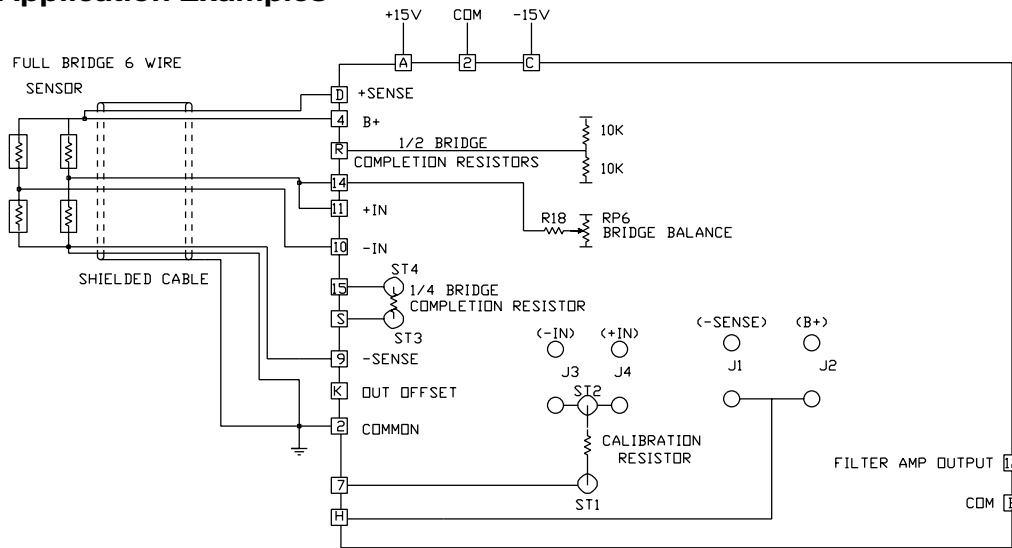 Application Examples
+15V COM -15V
A 2 C
FULL BRIDGE 6 WIRE
SENSOR
D +SENSE
4 B+
10K
R 1/2 BRIDGE
COMPLETION RESISTORS
10K
14
11 +IN
R18 RP6
BRIDGE BALANCE
10 -IN
SHIELDED CABLE
ST4
15 1/4 BRIDGE
COMPLETION RESISTOR
S
ST3
(-IN) (+IN)
(-SENSE) (B+)
9 -SENSE
J3 J4
J1 J2
K OUT OFFSET
ST2
2 COMMON
CALIBRATION
RESISTOR
FILTER AMP OUTPUT
7
ST1
COM
H